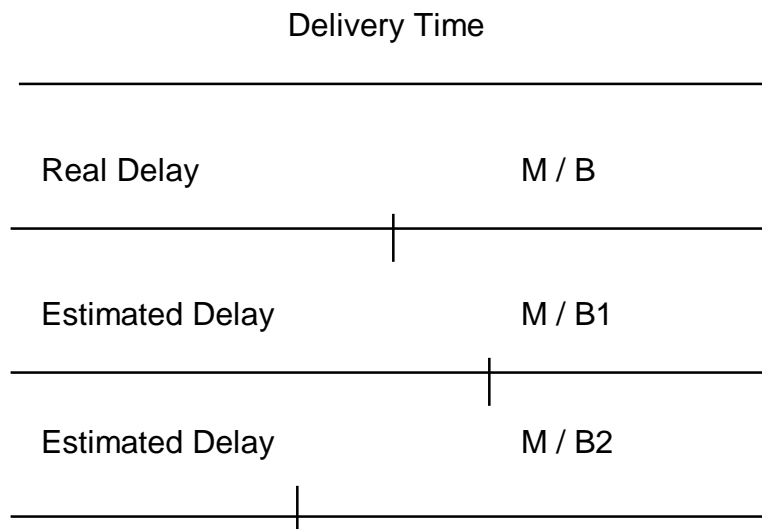 Delivery Time
Real Delay M / B
Estimated Delay M / B1
Estimated Delay M / B2